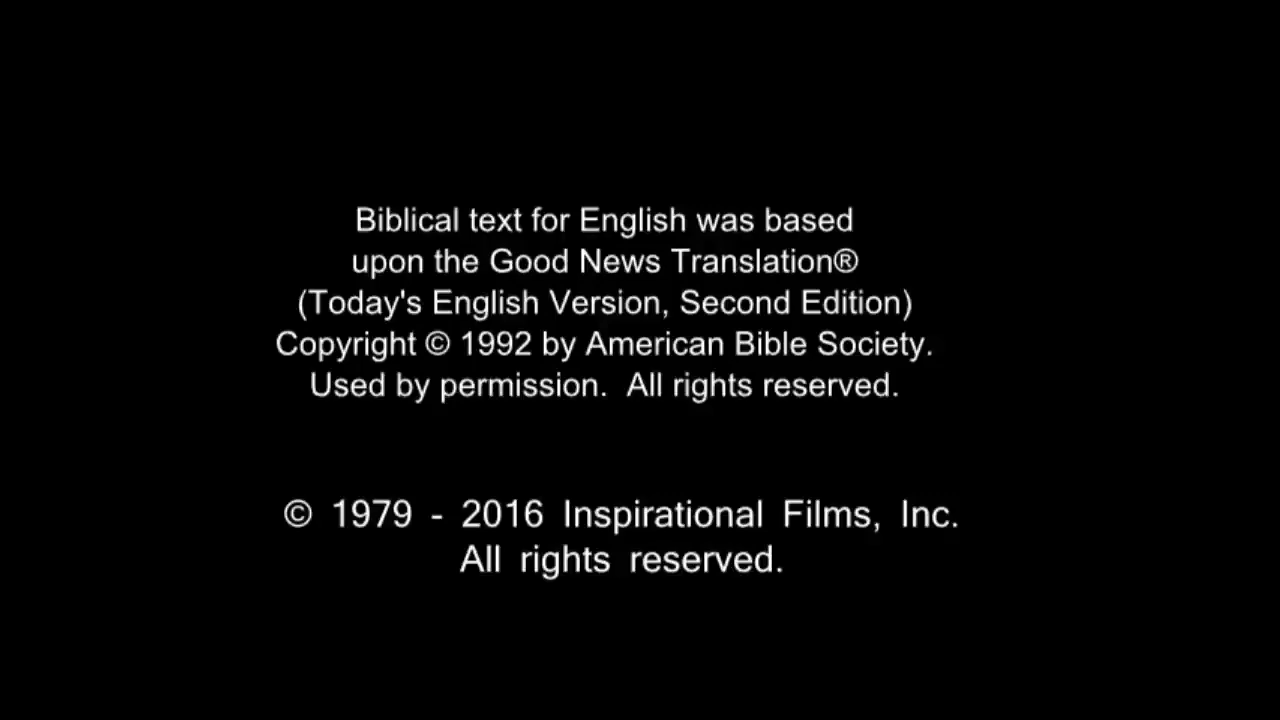 Biblical text for English was based
upon the Good News Translation®
(Today's English Version, Second Edition)
Copyright © 1992 by American Bible Society.
Used by permission.  All rights reserved.
© 1979 - 2016 Inspirational Films, Inc.
All rights reserved.